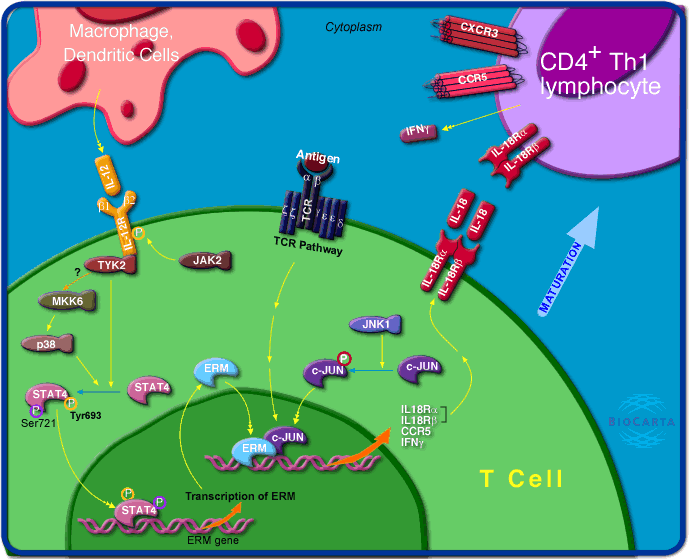 Macrophage,
Dendritic Cells
Cytoplasm
CXCR3
CD4+ Th1
lymphocyte
CCR5
IFNγ
IL-18Rα
IL-18Rβ
IL-12
Antigen
α β
β1 β2
IL-12R
P
TCR
ζ ζ γ ε ε δ
TCR Pathway
IL-18
IL-18
IL-18Rα
IL-18Rβ
MATURATION
TYK2
JAK2
?
MKK6
p38
JNK1
ERM
c-JUN
P
c-JUN
STAT4
STAT4
P
P
Tyr693
Ser721
IL18Rα
IL18Rβ
CCR5
IFNγ
BIOCARTA
c-JUN
ERM
T Cell
Transcription of ERM
P
P
STAT4
ERM gene